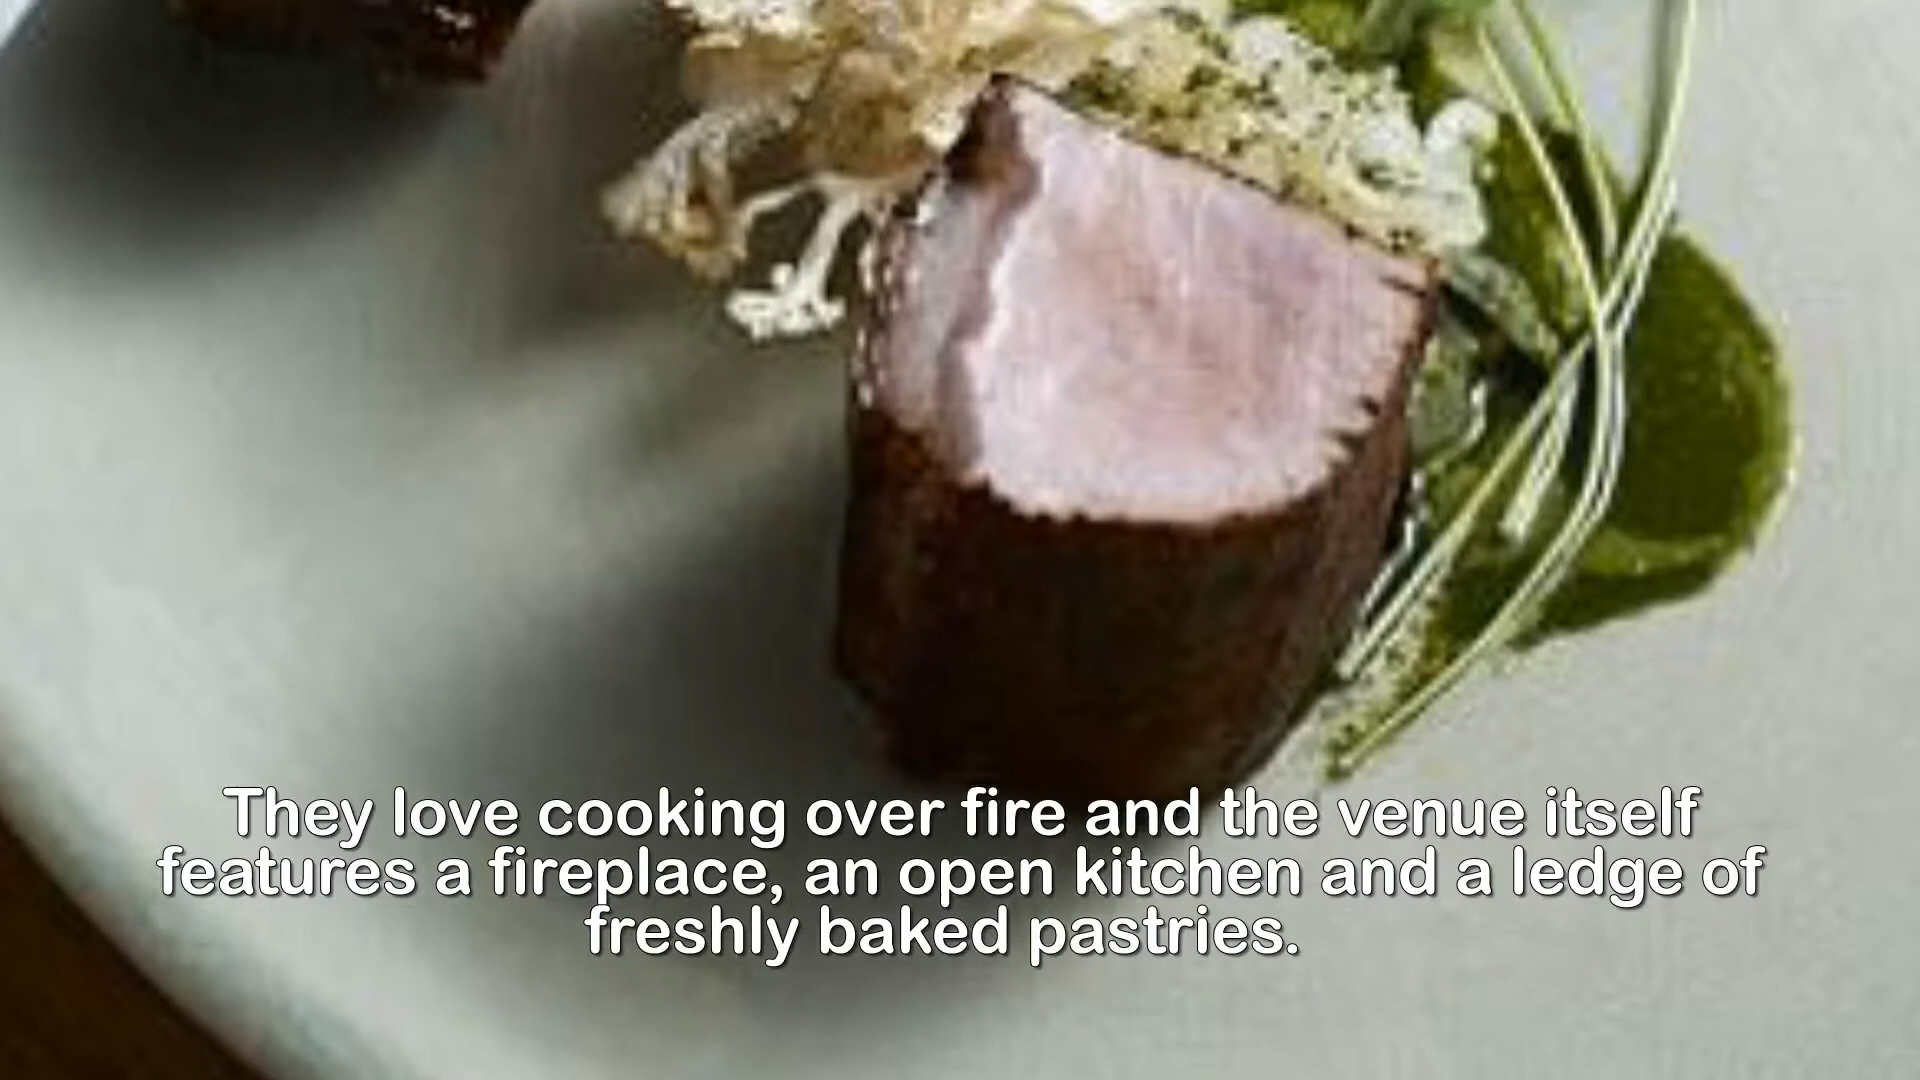 They love cooking over fire and the venue itself
features a fireplace, an open kitchen and a ledge of
freshly baked pastries.